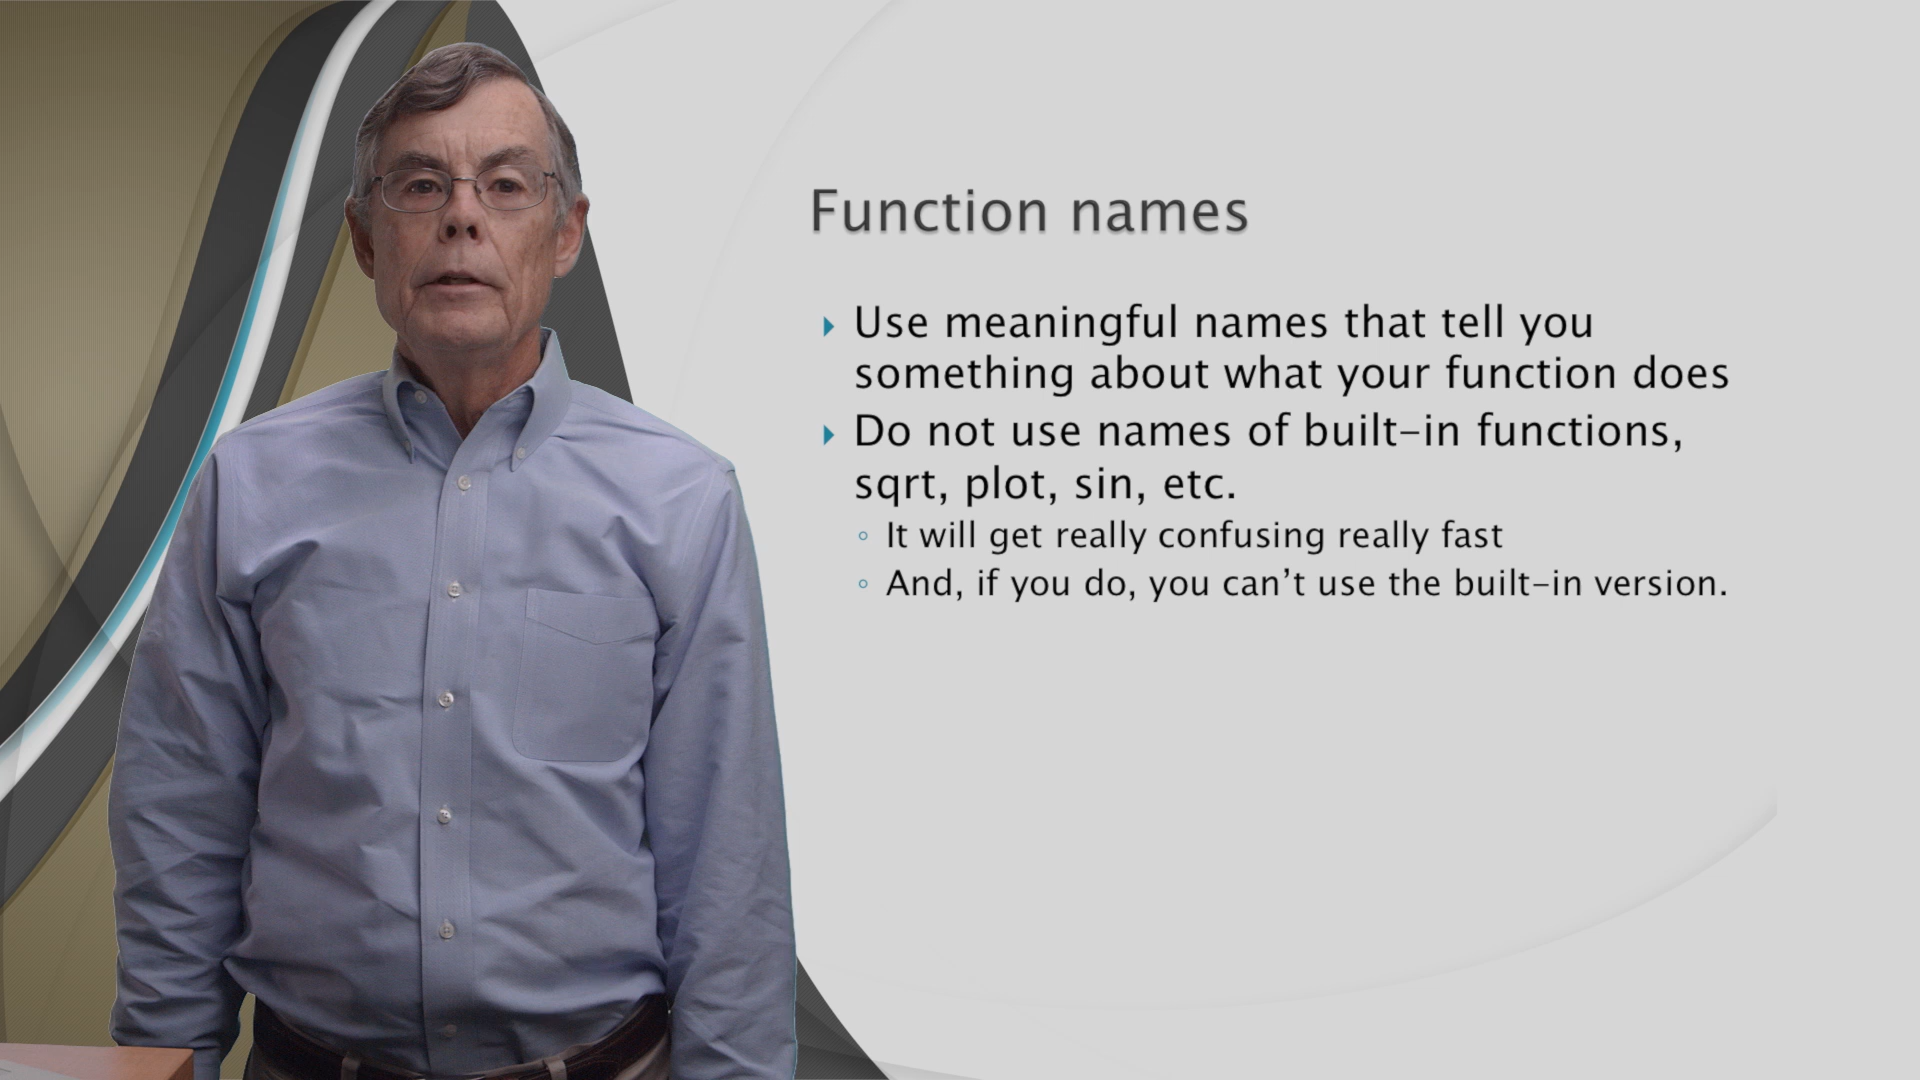 Function names
Use meaningful names that tell you
something about what your function does
Do not use names of built-in functions,
sqrt, plot, sin, etc.
It will get really confusing really fast
And, if you do, you can’t use the built-in version.